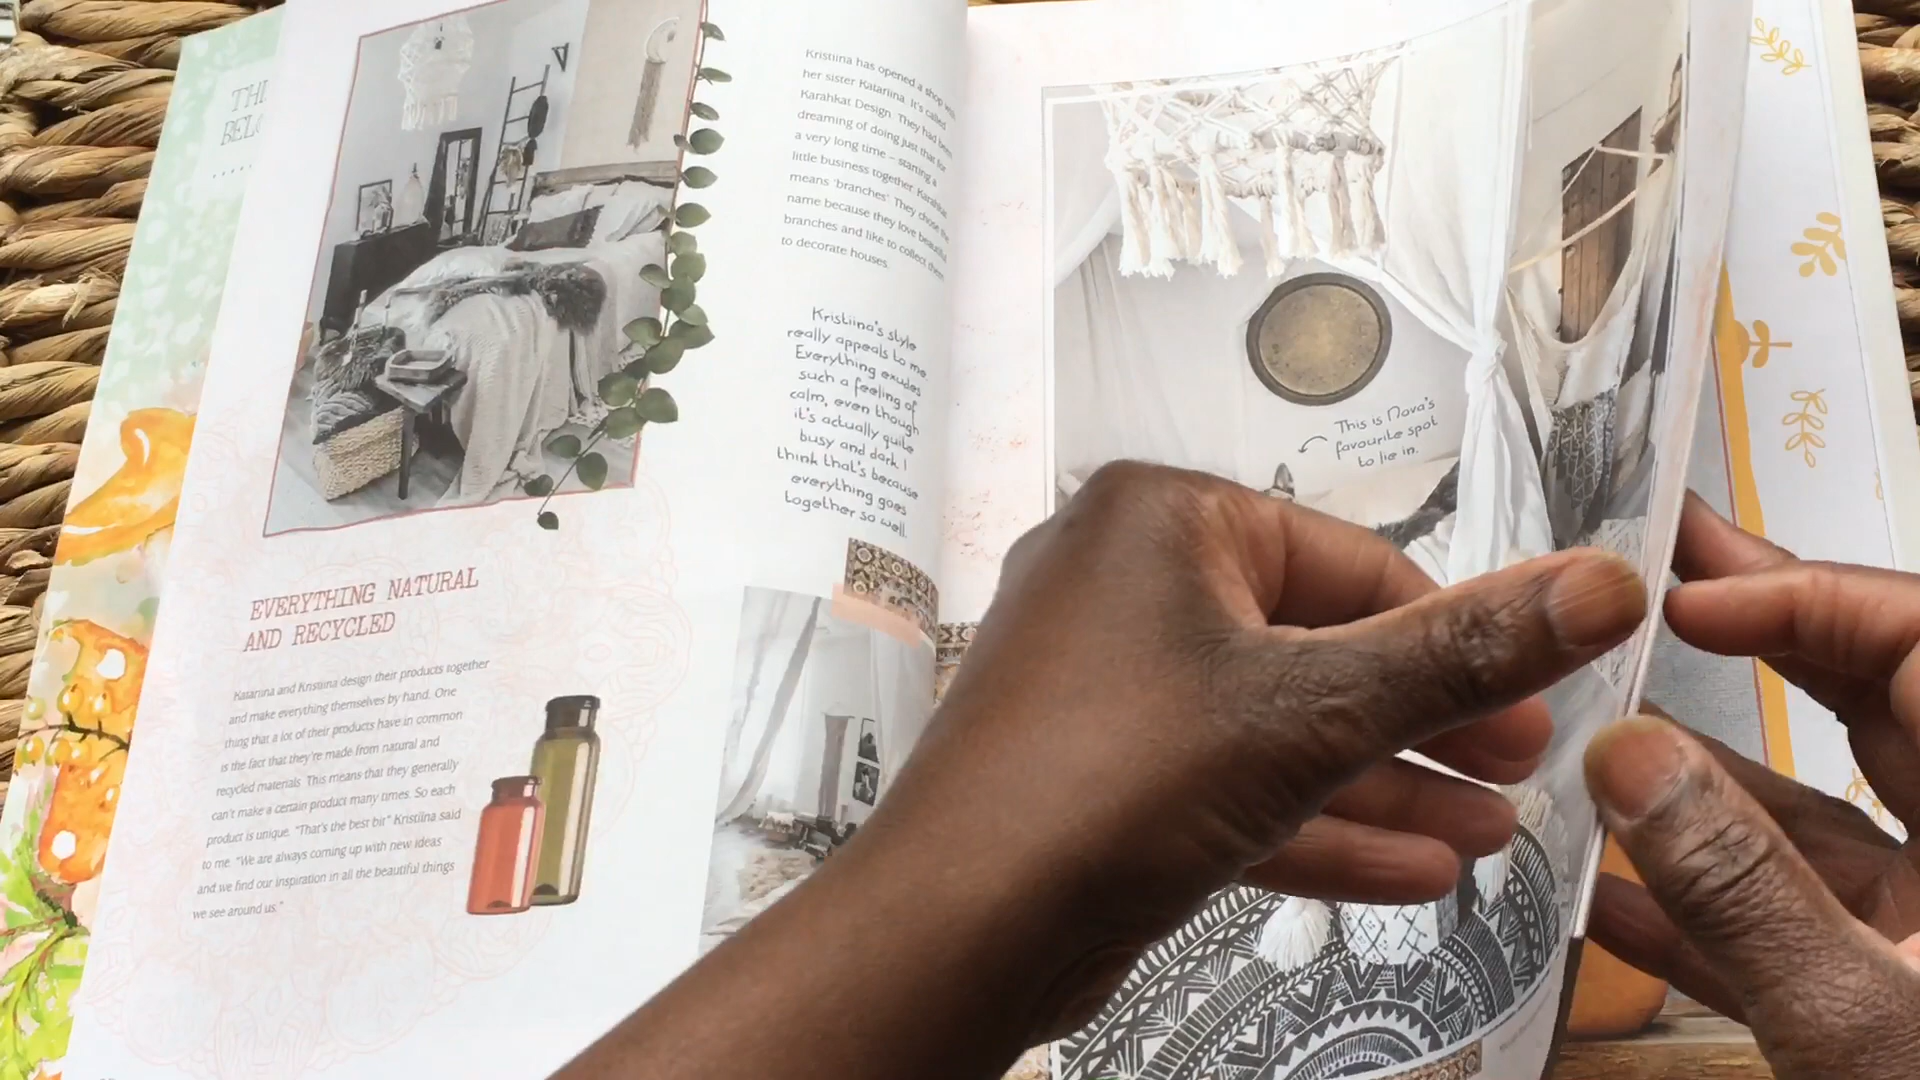 THI
BELO
Kristiina has opened a shop with
her sister Katariina. It's called
Karahkat Design. They had been
dreaming of doing just that for
a very long time – starting a
little business together. Karahkat
means 'branches'. They chose the
name because they love beautiful
branches and like to collect them
to decorate houses.
Kristiina's style
really appeals to me.
Everything exudes
such a feeling of
calm, even though
it's actually quite
busy and dark. I
think that's because
everything goes
together so well.
EVERYTHING NATURAL
AND RECYCLED
Katariina and Kristiina design their products together
and make everything themselves by hand. One
thing that a lot of their products have in common
is the fact that they're made from natural and
recycled materials. This means that they generally
can't make a certain product many times. So each
product is unique. "That's the best bit" Kristiina said
to me. "We are always coming up with new ideas
and we find our inspiration in all the beautiful things
we see around us."
This is Nova's
favourite spot
to lie in.